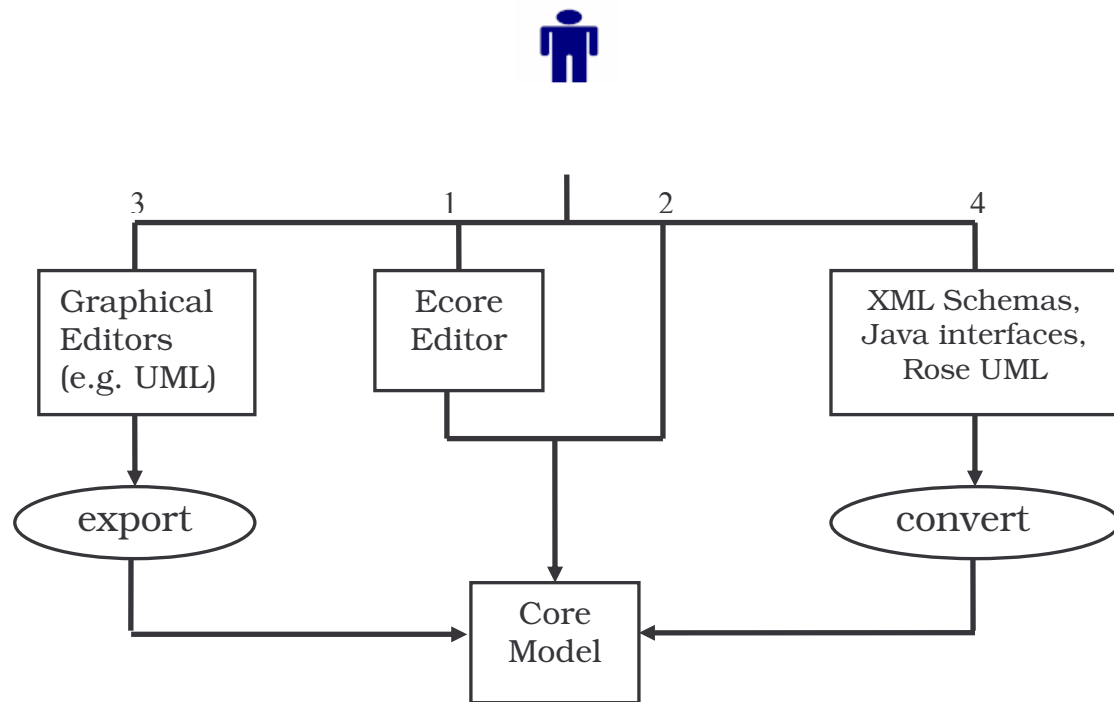 3
1
2
4
Graphical
Editors
(e.g. UML)
Ecore
Editor
XML Schemas,
Java interfaces,
Rose UML
export
convert
Core
Model